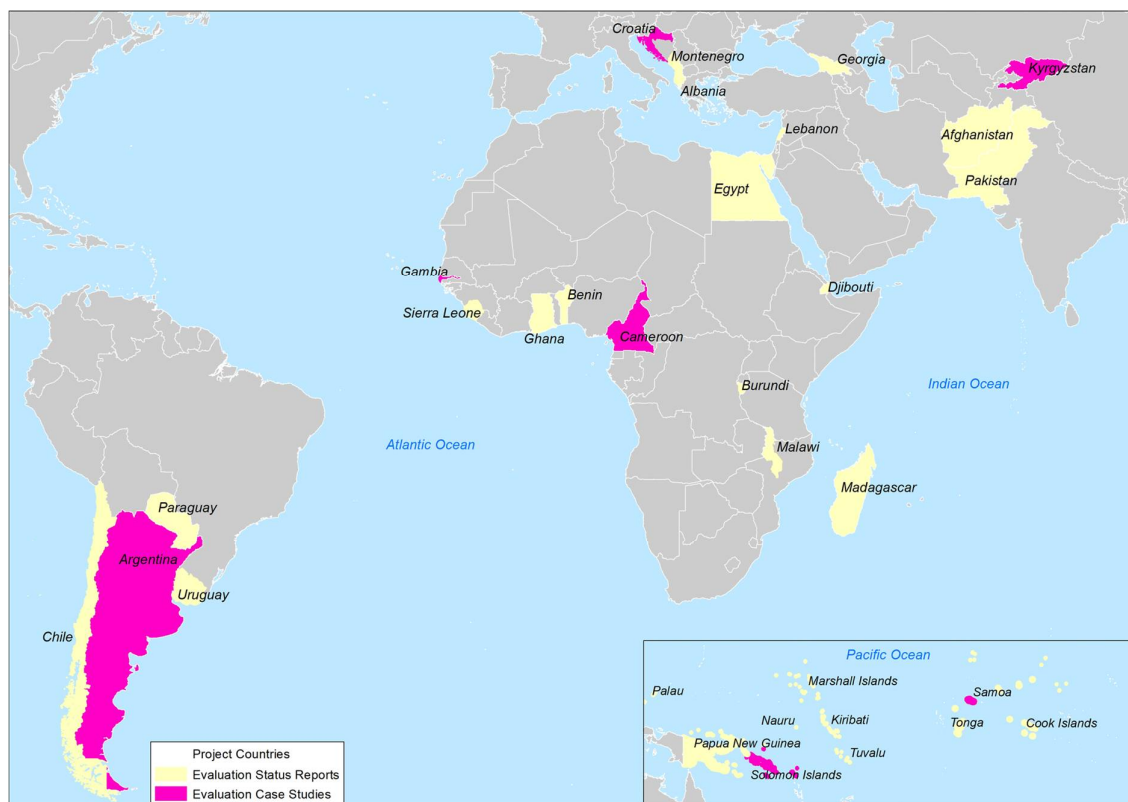 Croatia
Montenegro
Georgia
Kyrgyzstan
Albania
Lebanon
Afghanistan
Pakistan
Egypt
Gambia
Djibouti
Benin
Sierra Leone
Ghana
Cameroon
Burundi
Indian Ocean
Atlantic Ocean
Malawi
Madagascar
Paraguay
Argentina
Uruguay
Chile
Pacific Ocean
Marshall Islands
Palau
Samoa
Nauru
Kiribati
Tonga
Cook Islands
Papua New Guinea
Tuvalu
Solomon Islands
Project Countries
Evaluation Status Reports
Evaluation Case Studies